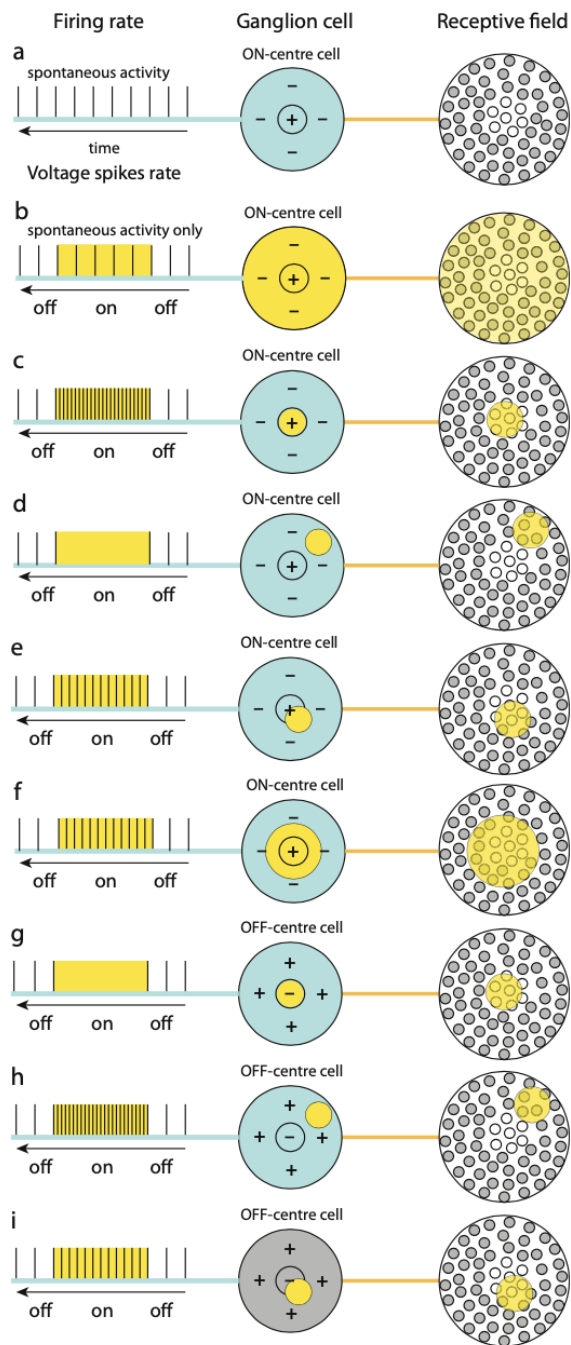 Firing rate Ganglion cell Receptive field
a
ON-centre cell
spontaneous activity
time
Voltage spikes rate
−
− + −
−
b
ON-centre cell
spontaneous activity only
off on off
−
− + −
−
c
ON-centre cell
off on off
−
− + −
−
d
ON-centre cell
off on off
−
− + −
−
e
ON-centre cell
off on off
−
− + −
−
f
ON-centre cell
off on off
−
− + −
−
g
OFF-centre cell
off on off
+
+ − +
+
h
OFF-centre cell
off on off
+
+ − +
+
i
OFF-centre cell
off on off
+
+ − +
+